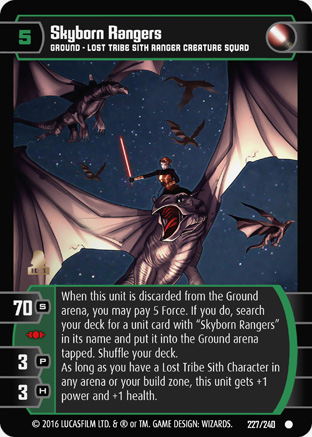 5
Skyborn Rangers
GROUND - LOST TRIBE SITH RANGER CREATURE SQUAD
70 S
3 P
3 H
When this unit is discarded from the Ground
arena, you may pay 5 Force. If you do, search
your deck for a unit card with “Skyborn Rangers”
in its name and put it into the Ground arena
tapped. Shuffle your deck.
As long as you have a Lost Tribe Sith Character in
any arena or your build zone, this unit gets +1
power and +1 health.
© 2016 LUCASFILM LTD. & ® or TM. GAME DESIGN: WIZARDS.
227/240